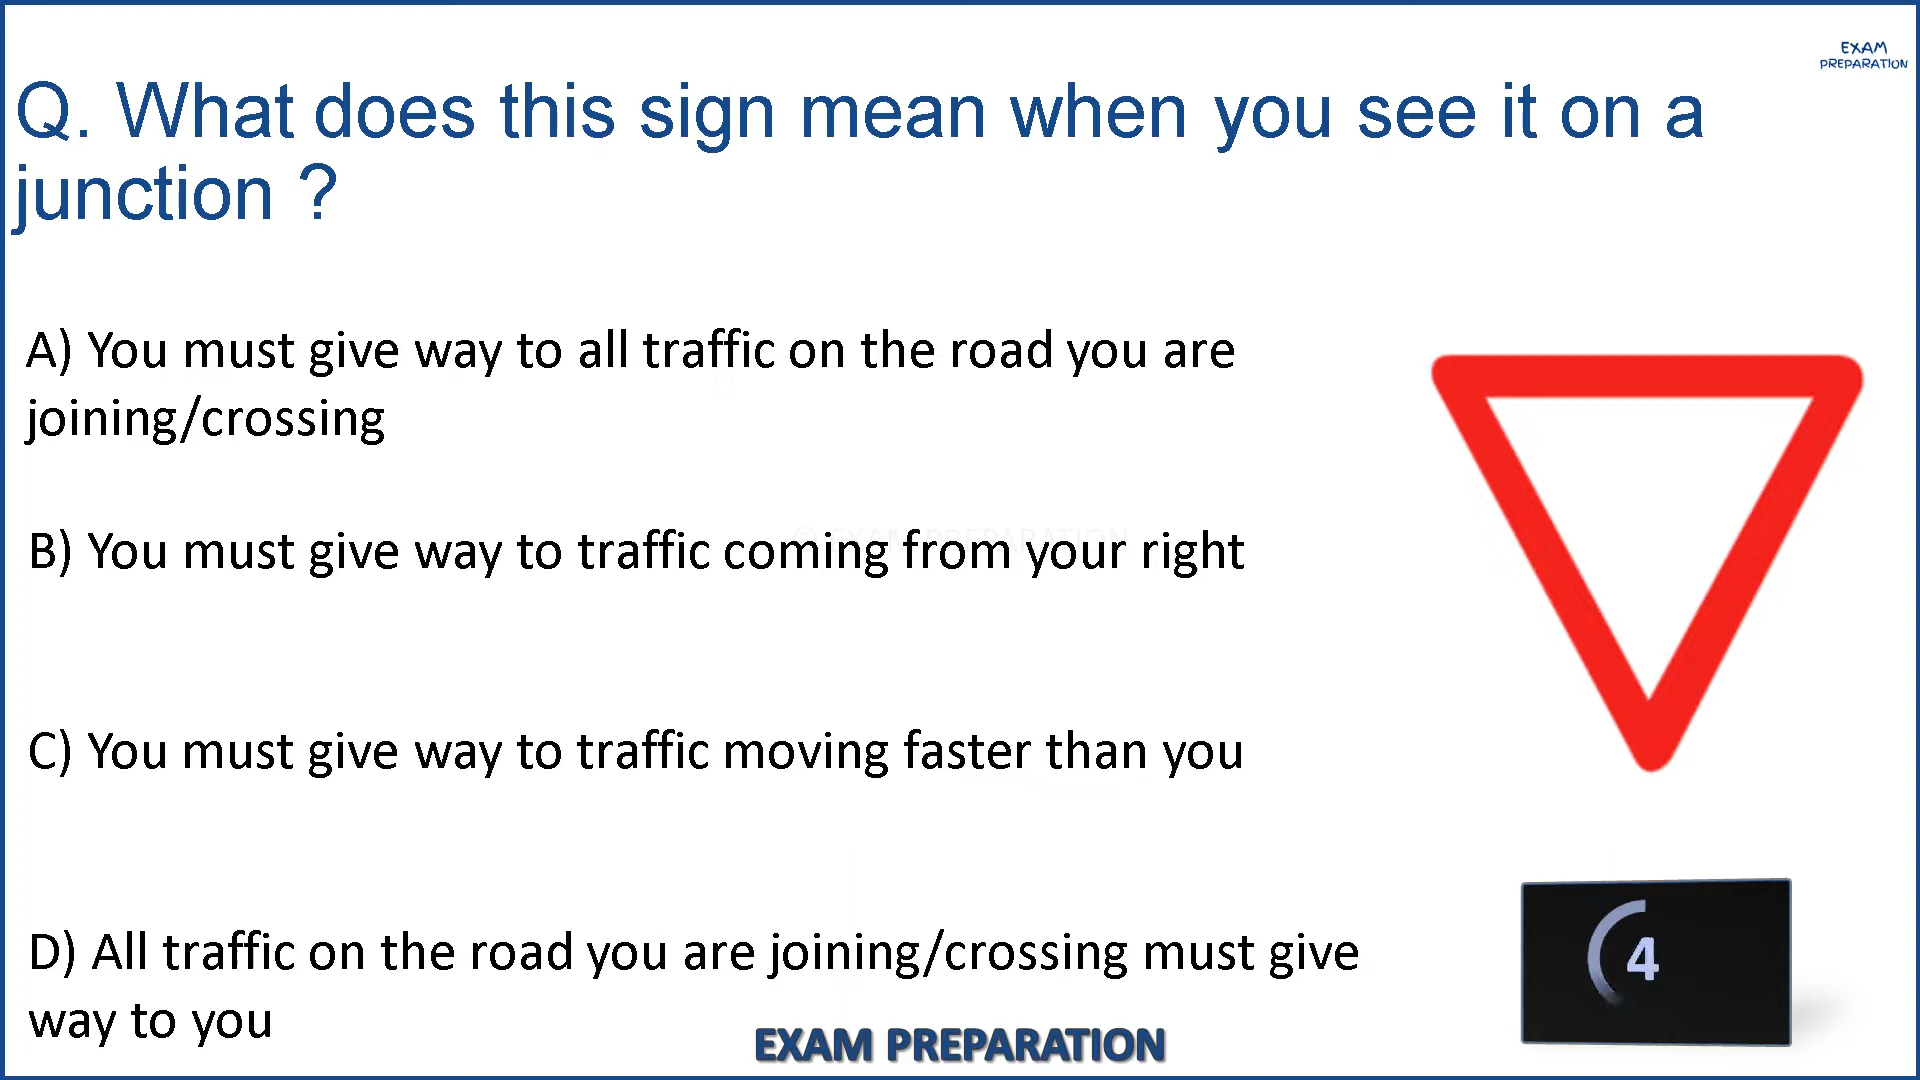 EXAM
PREPARATION
Q. What does this sign mean when you see it on a
junction ?
A) You must give way to all traffic on the road you are
joining/crossing
B) You must give way to traffic coming from your right
© EXAM PREPARATION
C) You must give way to traffic moving faster than you
D) All traffic on the road you are joining/crossing must give
way to you
4
EXAM PREPARATION